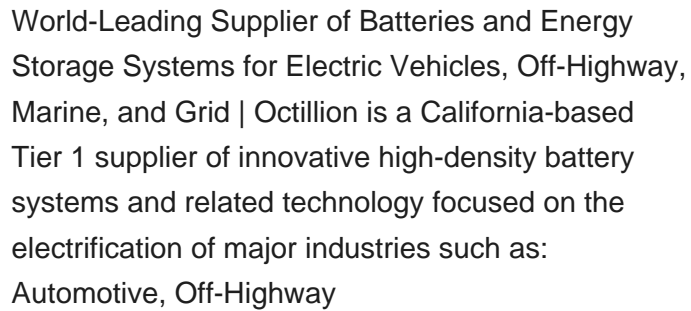 World-Leading Supplier of Batteries and Energy
Storage Systems for Electric Vehicles, Off-Highway,
Marine, and Grid | Octillion is a California-based
Tier 1 supplier of innovative high-density battery
systems and related technology focused on the
electrification of major industries such as:
Automotive, Off-Highway